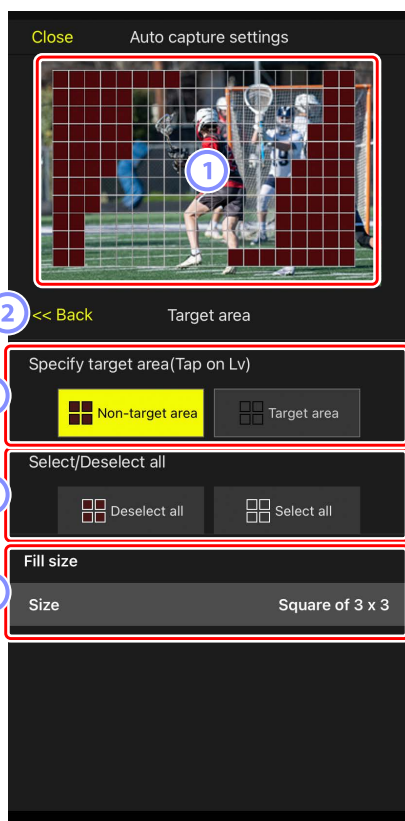 Close Auto capture settings
1
2 << Back Target area
Specify target area(Tap on Lv)
Non-target area Target area
Select/Deselect all
Deselect all Select all
Fill size
Size Square of 3 x 3